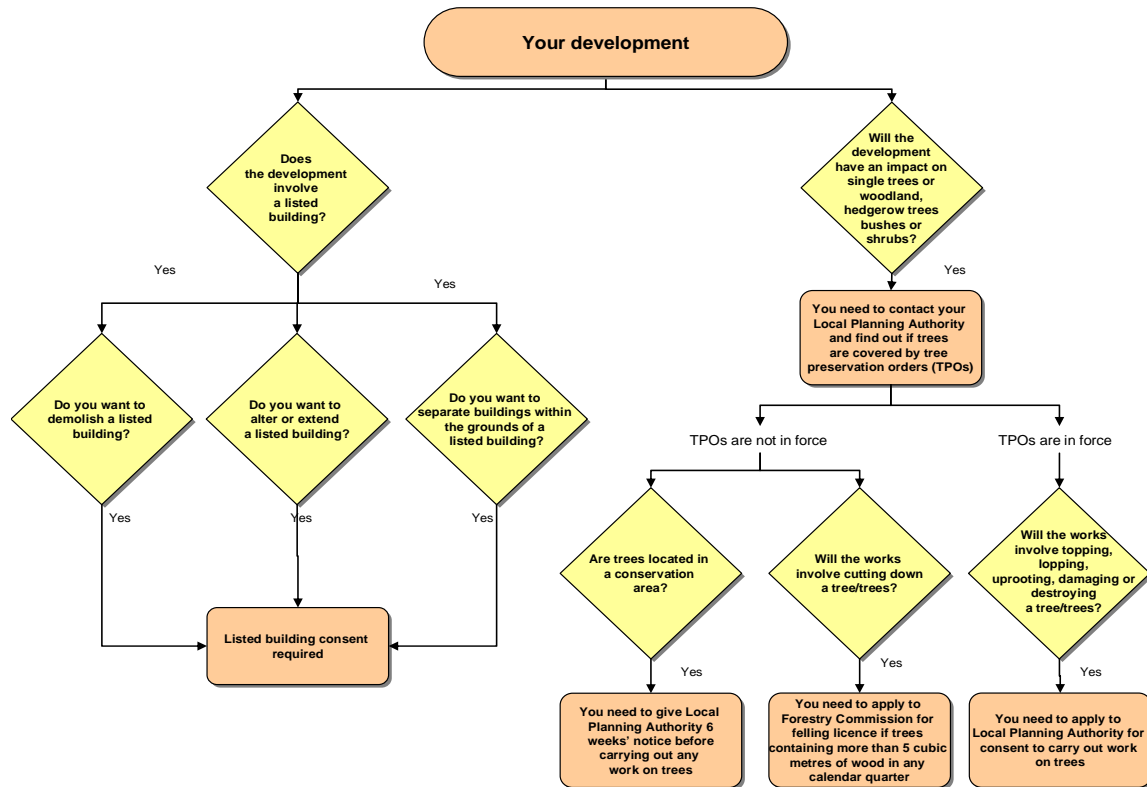 Your development
Does
the development
involve
a listed
building?
Will the
development
have an impact on
single trees or
woodland,
hedgerow trees
bushes or
shrubs?
Yes
Yes
Yes
You need to contact your
Local Planning Authority
and find out if trees
are covered by tree
preservation orders (TPOs)
Do you want to
demolish a listed
building?
Do you want to
alter or extend
a listed building?
Do you want to
separate buildings within
the grounds of a
listed building?
TPOs are not in force
TPOs are in force
Yes
Yes
Yes
Are trees located in
a conservation
area?
Will the works
involve cutting down
a tree/trees?
Will the works
involve topping,
lopping,
uprooting, damaging or
destroying
a tree/trees?
Listed building consent
required
Yes
Yes
Yes
You need to give Local
Planning Authority 6
weeks' notice before
carrying out any
work on trees
You need to apply to
Forestry Commission for
felling licence if trees
containing more than 5 cubic
metres of wood in any
calendar quarter
You need to apply to
Local Planning Authority for
consent to carry out work
on trees